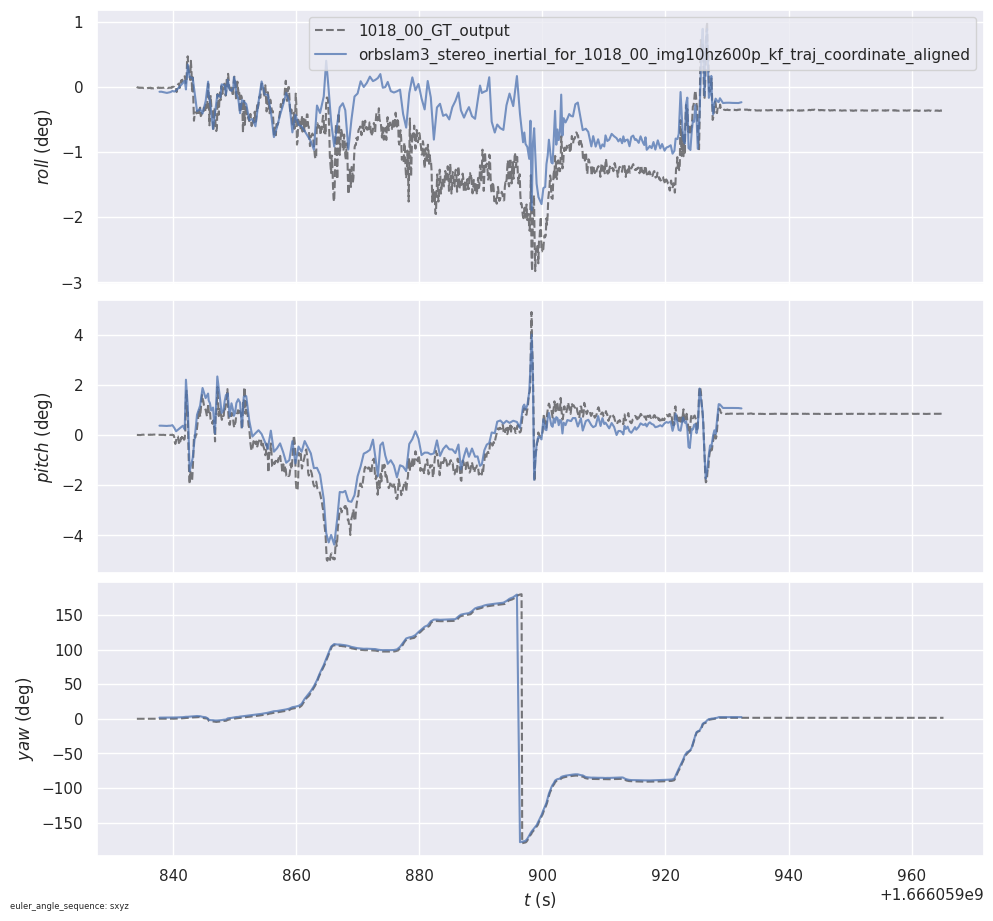 1018_00_GT_output
orbslam3_stereo_inertial_for_1018_00_img10hz600p_kf_traj_coordinate_aligned
1
0
−1
−2
−3
roll (deg)
4
2
0
−2
−4
pitch (deg)
150
100
50
0
−50
−100
−150
yaw (deg)
840 860 880 900 920 940 960
+1.666059e9
t (s)
euler_angle_sequence: sxyz